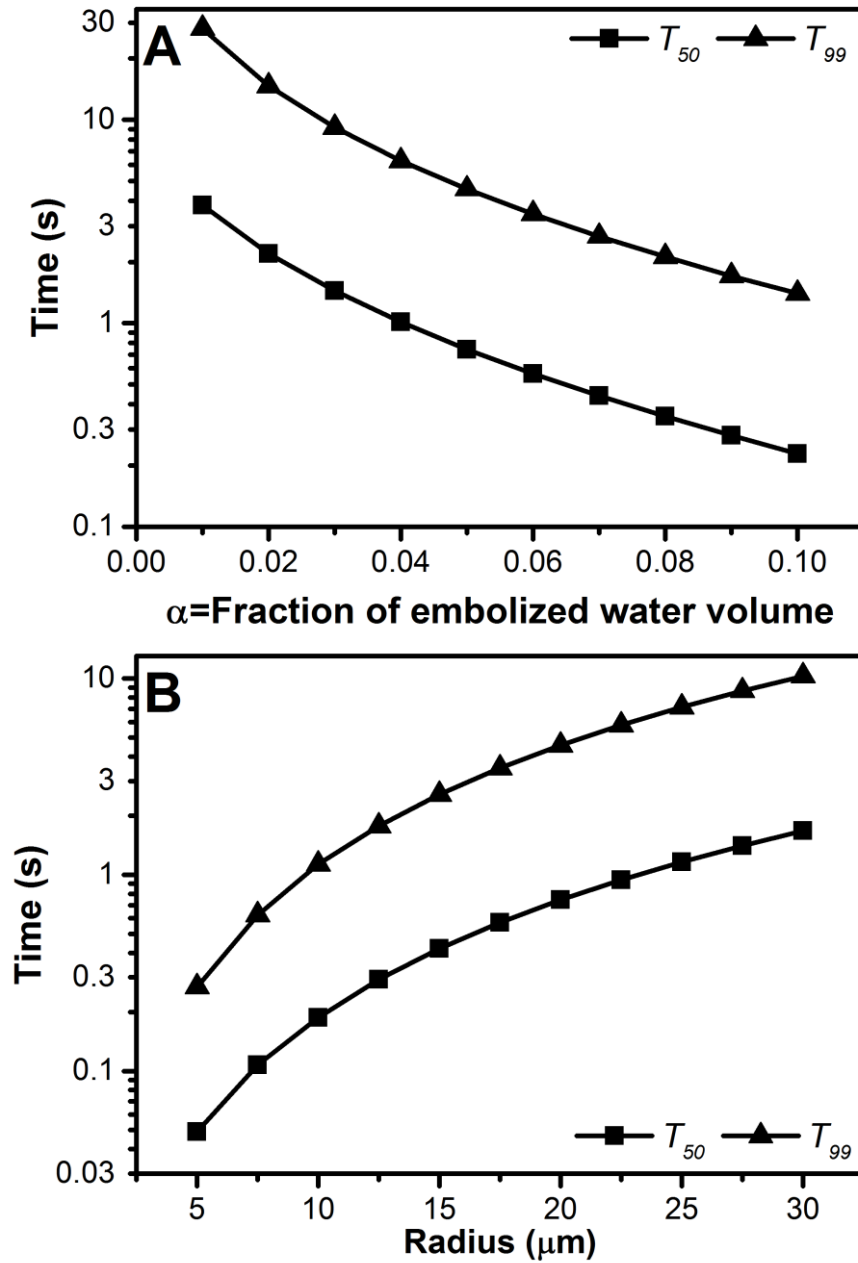 A
T50 T99
30
10
3
1
0.3
0.1
Time (s)
0.00 0.02 0.04 0.06 0.08 0.10
α=Fraction of embolized water volume
B
10
3
1
0.3
0.1
0.03
Time (s)
T50 T99
5 10 15 20 25 30
Radius (μm)